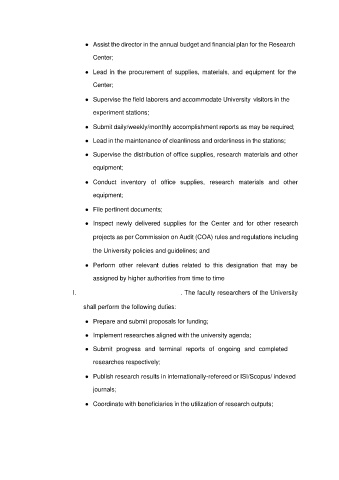 ● Assist the director in the annual budget and financial plan for the Research
Center;
● Lead in the procurement of supplies, materials, and equipment for the
Center;
● Supervise the field laborers and accommodate University visitors in the
experiment stations;
● Submit daily/weekly/monthly accomplishment reports as may be required;
● Lead in the maintenance of cleanliness and orderliness in the stations;
● Supervise the distribution of office supplies, research materials and other
equipment;
● Conduct inventory of office supplies, research materials and other
equipment;
● File pertinent documents;
● Inspect newly delivered supplies for the Center and for other research
projects as per Commission on Audit (COA) rules and regulations including
the University policies and guidelines; and
● Perform other relevant duties related to this designation that may be
assigned by higher authorities from time to time
I. . The faculty researchers of the University
shall perform the following duties:
● Prepare and submit proposals for funding;
● Implement researches aligned with the university agenda;
● Submit progress and terminal reports of ongoing and completed
researches respectively;
● Publish research results in internationally-refereed or ISI/Scopus/ indexed
journals;
● Coordinate with beneficiaries in the utilization of research outputs;